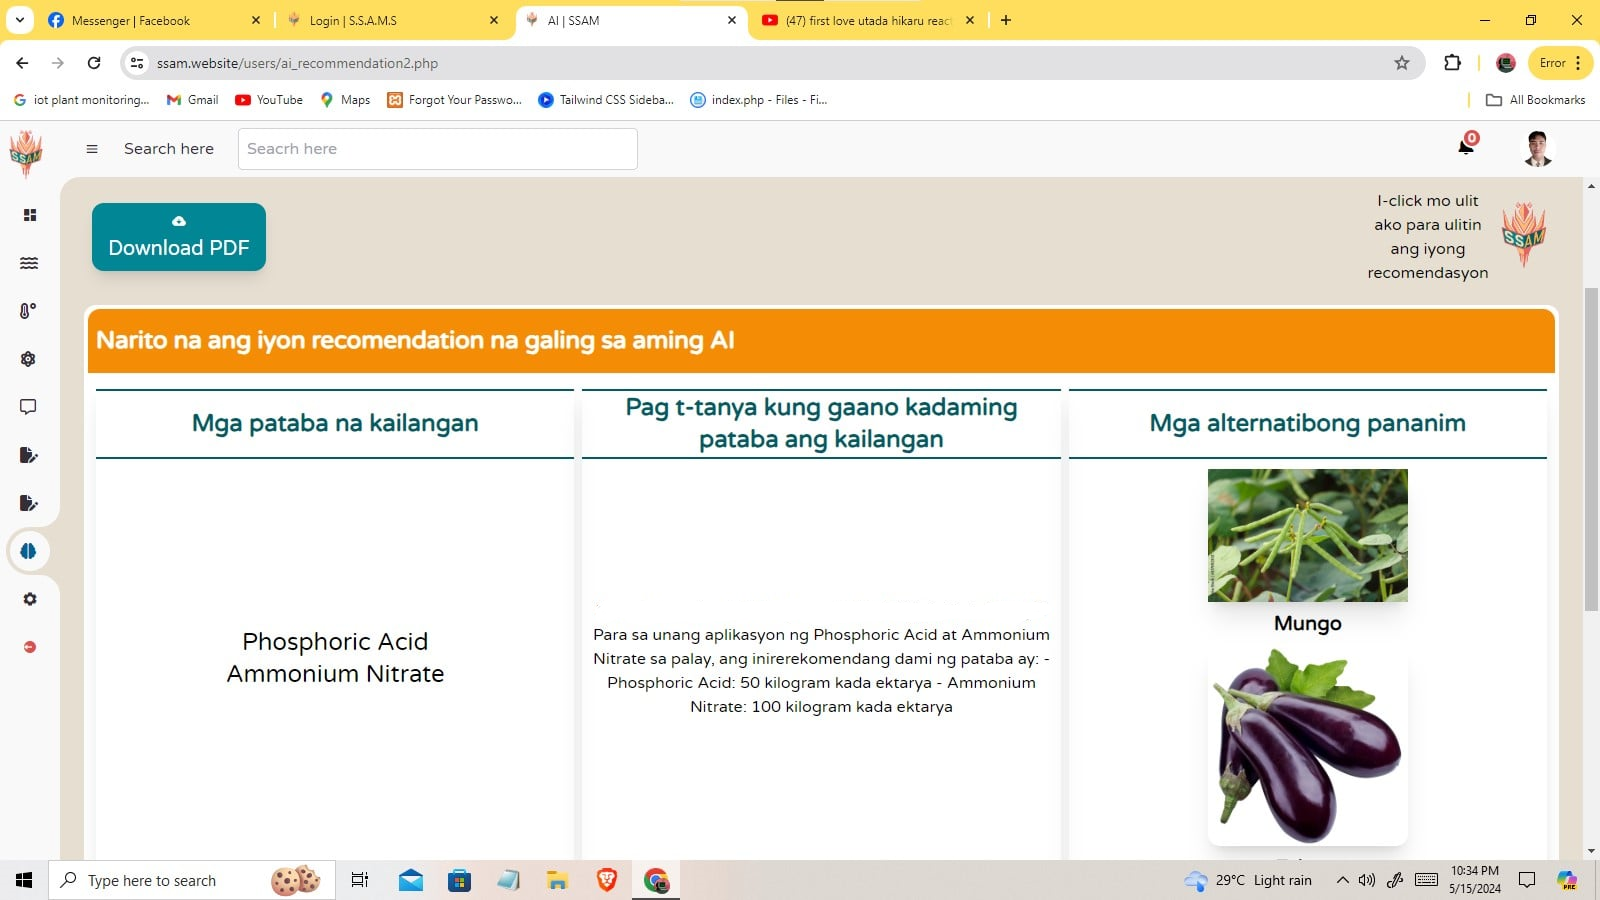 Messenger | Facebook
Login | S.S.A.M.S
AI | SSAM
(47) first love utada hikaru react
ssam.website/users/ai_recommendation2.php
Error
iot plant monitoring...
Gmail
YouTube
Maps
Forgot Your Passwo...
Tailwind CSS Sideba...
index.php - Files - Fi...
All Bookmarks
SSAM
Search here
Seacrh here
0
Download PDF
I-click mo ulit
ako para ulitin
ang iyong
recomendasyon
SSAM
Narito na ang iyon recomendation na galing sa aming AI
Mga pataba na kailangan
Pag t-tanya kung gaano kadaming
pataba ang kailangan
Mga alternatibong pananim
Phosphoric Acid
Ammonium Nitrate
Para sa unang aplikasyon ng Phosphoric Acid at Ammonium
Nitrate sa palay, ang inirerekomendang dami ng pataba ay: -
Phosphoric Acid: 50 kilogram kada ektarya - Ammonium
Nitrate: 100 kilogram kada ektarya
Mungo
Type here to search
29°C Light rain
10:34 PM
5/15/2024
PRE